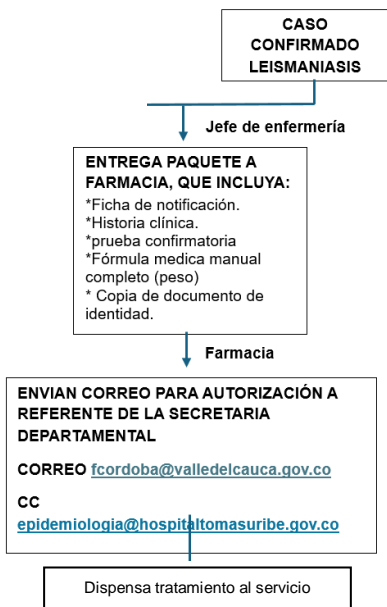 CASO
CONFIRMADO
LEISMANIASIS
Jefe de enfermería
ENTREGA PAQUETE A
FARMACIA, QUE INCLUYA:
*Ficha de notificación.
*Historia clínica.
*prueba confirmatoria
*Fórmula medica manual
completo (peso)
* Copia de documento de
identidad.
Farmacia
ENVIAN CORREO PARA AUTORIZACIÓN A
REFERENTE DE LA SECRETARIA
DEPARTAMENTAL
CORREO fcordoba@valledelcauca.gov.co
CC
epidemiologia@hospitaltomasuribe.gov.co
Dispensa tratamiento al servicio